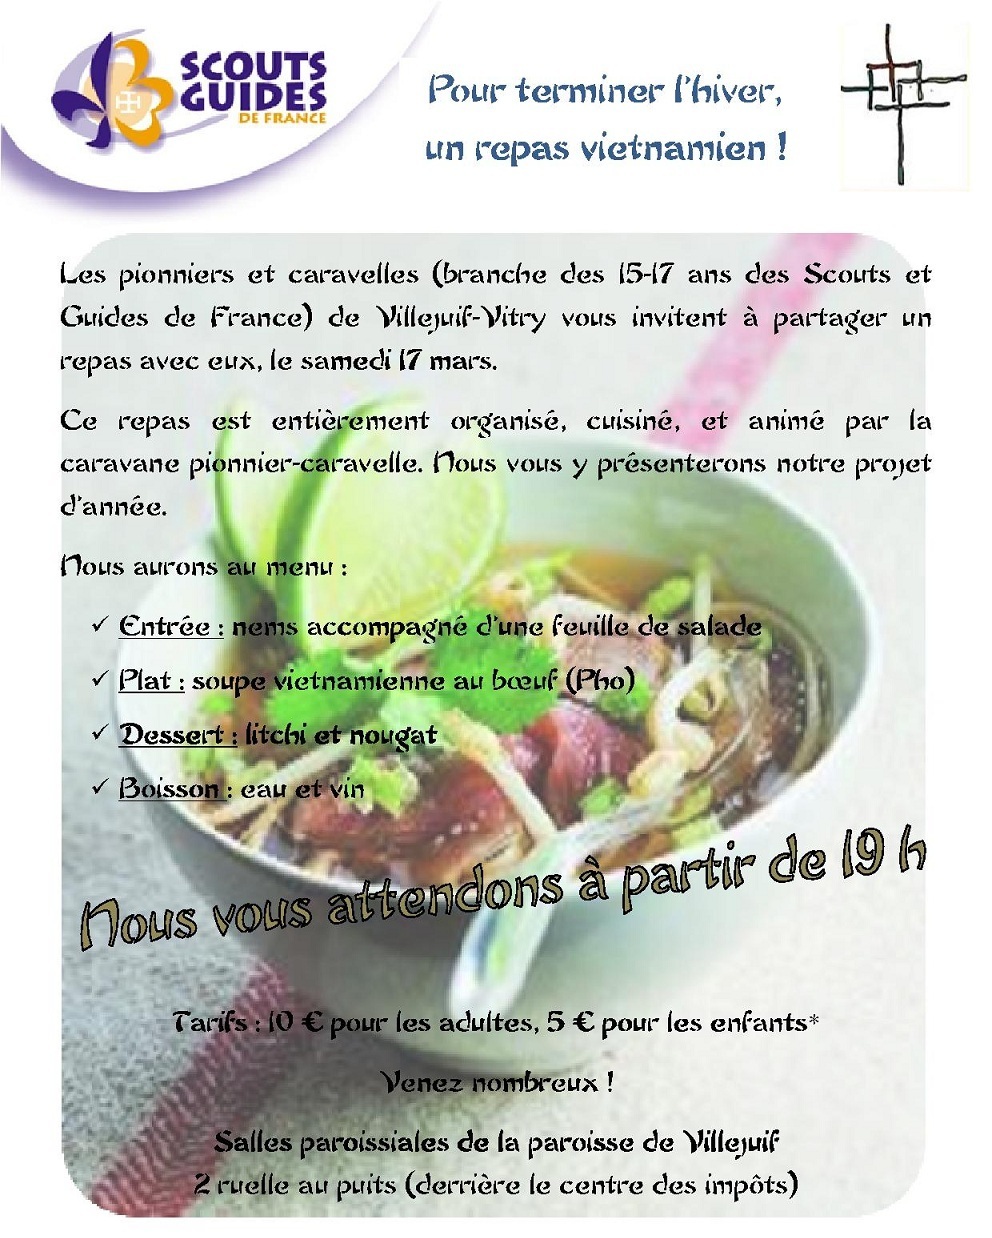 SCOUTS
GUIDES
DE FRANCE
Pour terminer l'hiver,
un repas vietnamien !
Les pionniers et caravelles (branche des 15-17 ans des Scouts et
Guides de France) de Villejuif-Vitry vous invitent à partager un
repas avec eux, le samedi 17 mars.
Ce repas est entièrement organisé, cuisiné, et animé par la
caravane pionnier-caravelle. Nous vous y présenterons notre projet
d'année.
Nous aurons au menu :
✓ Entrée : nems accompagné d'une feuille de salade
✓ Plat : soupe vietnamienne au bœuf (Pho)
✓ Dessert : litchi et nougat
✓ Boisson : eau et vin
Nous vous attendons à partir de 19 h
Tarifs : 10 € pour les adultes, 5 € pour les enfants*
Venez nombreux !
Salles paroissiales de la paroisse de Villejuif
2 ruelle au puits (derrière le centre des impôts)